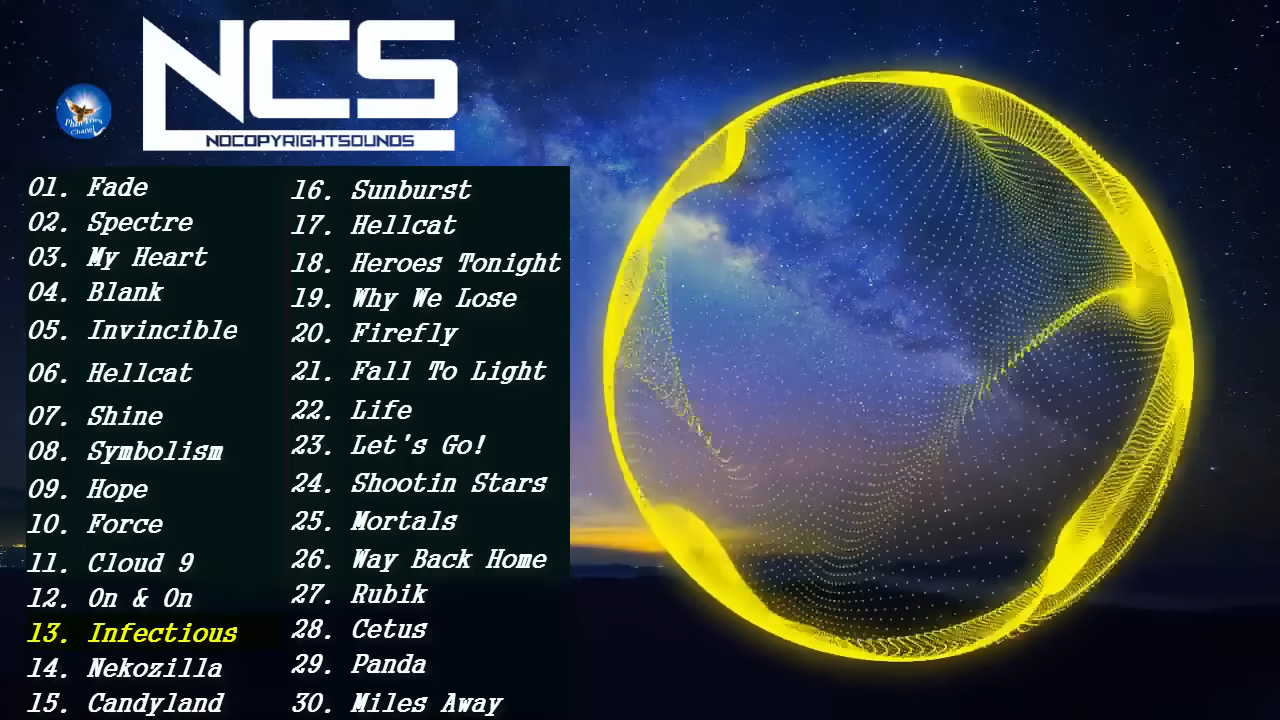 NCS
NOCOPYRIGHTSOUNDS
01. Fade
02. Spectre
03. My Heart
04. Blank
05. Invincible
06. Hellcat
07. Shine
08. Symbolism
09. Hope
10. Force
11. Cloud 9
12. On & On
13. Infectious
14. Nekozilla
15. Candyland
16. Sunburst
17. Hellcat
18. Heroes Tonight
19. Why We Lose
20. Firefly
21. Fall To Light
22. Life
23. Let's Go!
24. Shootin Stars
25. Mortals
26. Way Back Home
27. Rubik
28. Cetus
29. Panda
30. Miles Away